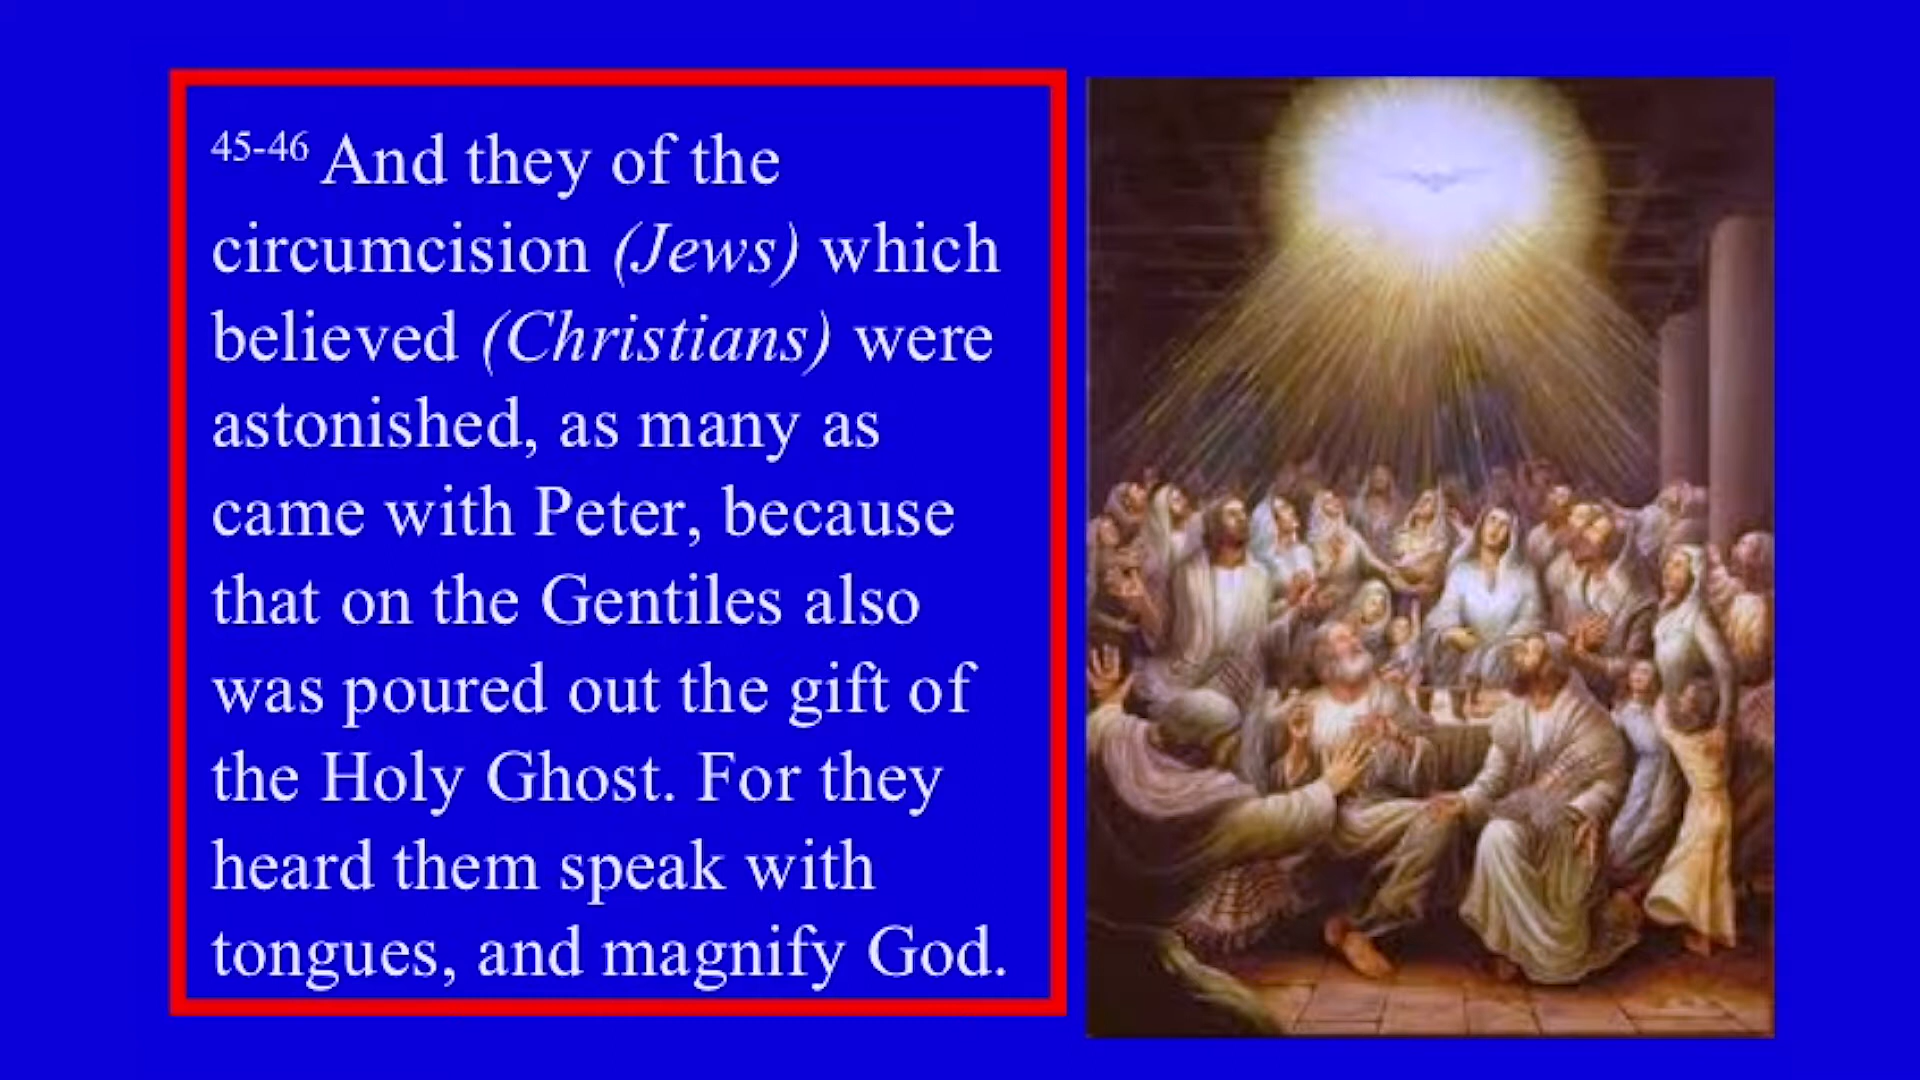 45-46 And they of the
circumcision (Jews) which
believed (Christians) were
astonished, as many as
came with Peter, because
that on the Gentiles also
was poured out the gift of
the Holy Ghost. For they
heard them speak with
tongues, and magnify God.